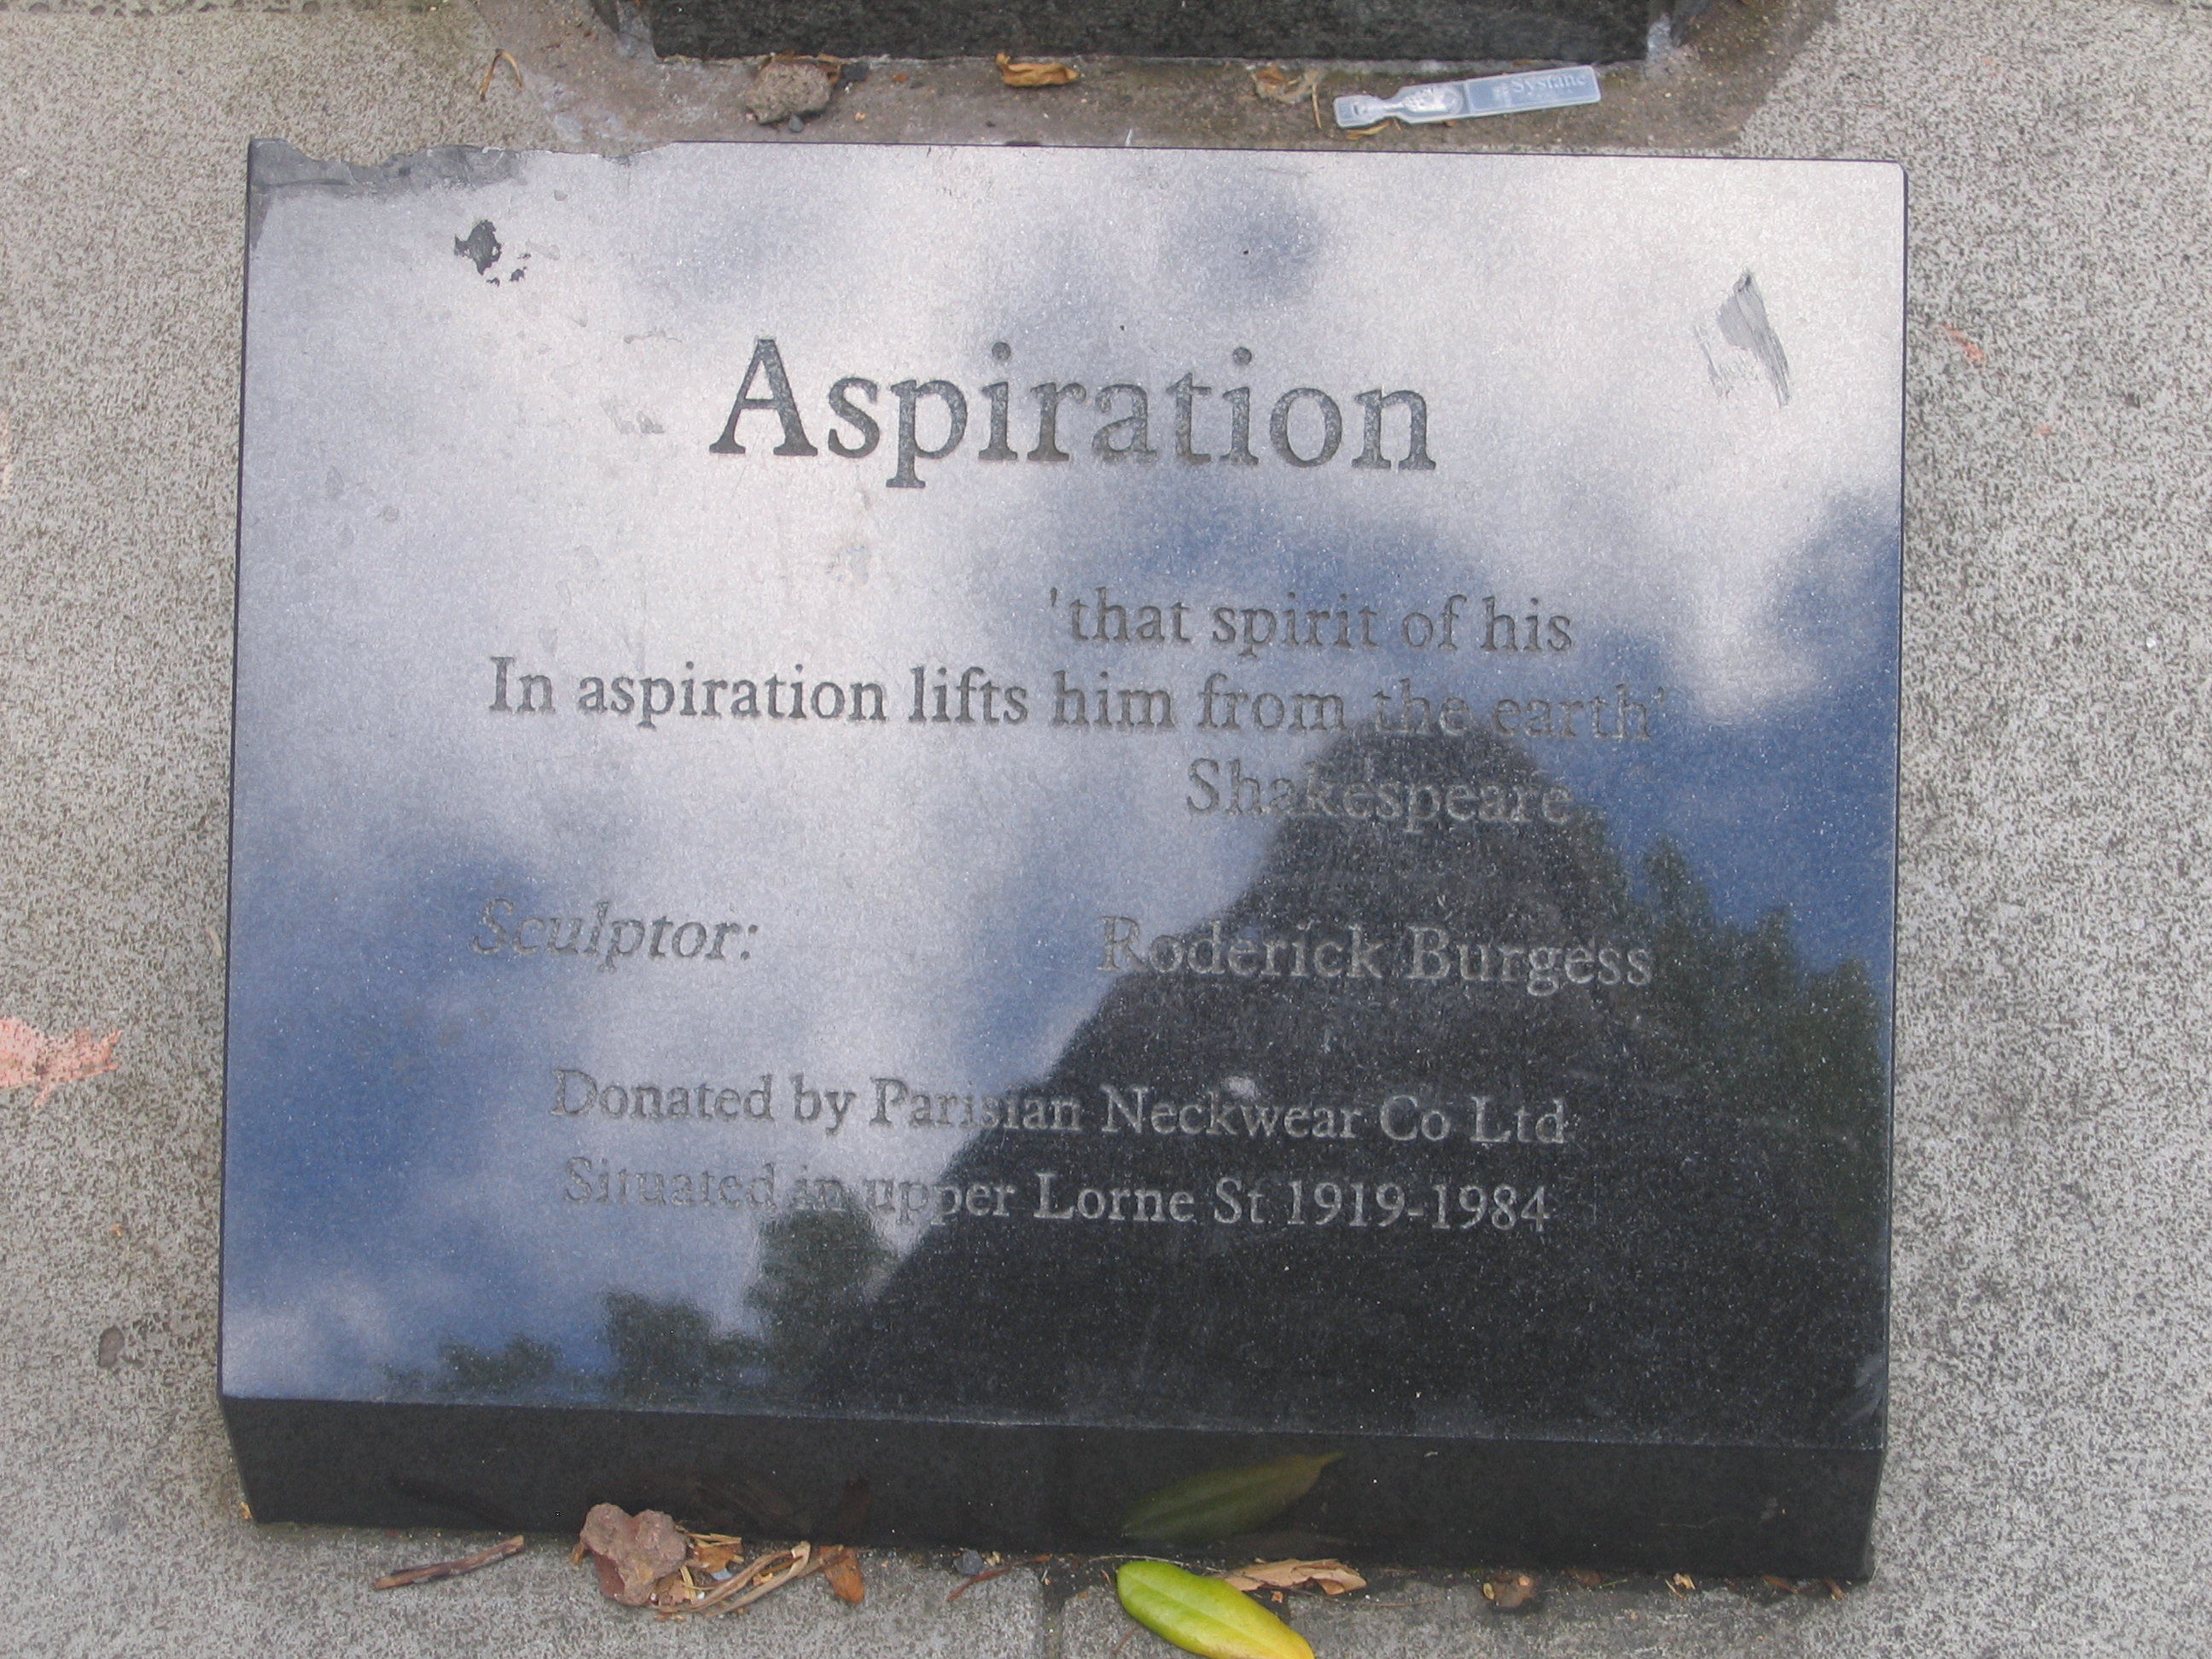 Systane
Aspiration
'that spirit of his
In aspiration lifts him from the earth'
Shakespeare
Sculptor: Roderick Burgess
Donated by Parisian Neckwear Co Ltd
Situated in upper Lorne St 1919-1984